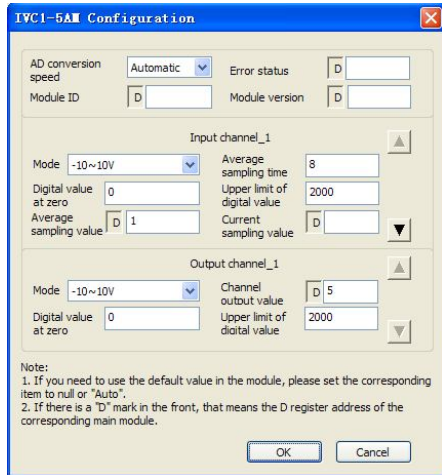 IVC1-5AM Configuration
AD conversion speed Automatic Error status D
Module ID D Module version D
Input channel_1
Mode -10~10V Average sampling time 8
Digital value at zero 0 Upper limit of digital value 2000
Average sampling value D 1 Current sampling value D
Output channel_1
Mode -10~10V Channel output value D 5
Digital value at zero 0 Upper limit of digital value 2000
Note:
1. If you need to use the default value in the module, please set the corresponding
item to null or "Auto".
2. If there is a "D" mark in the front, that means the D register address of the
corresponding main module.
OK Cancel